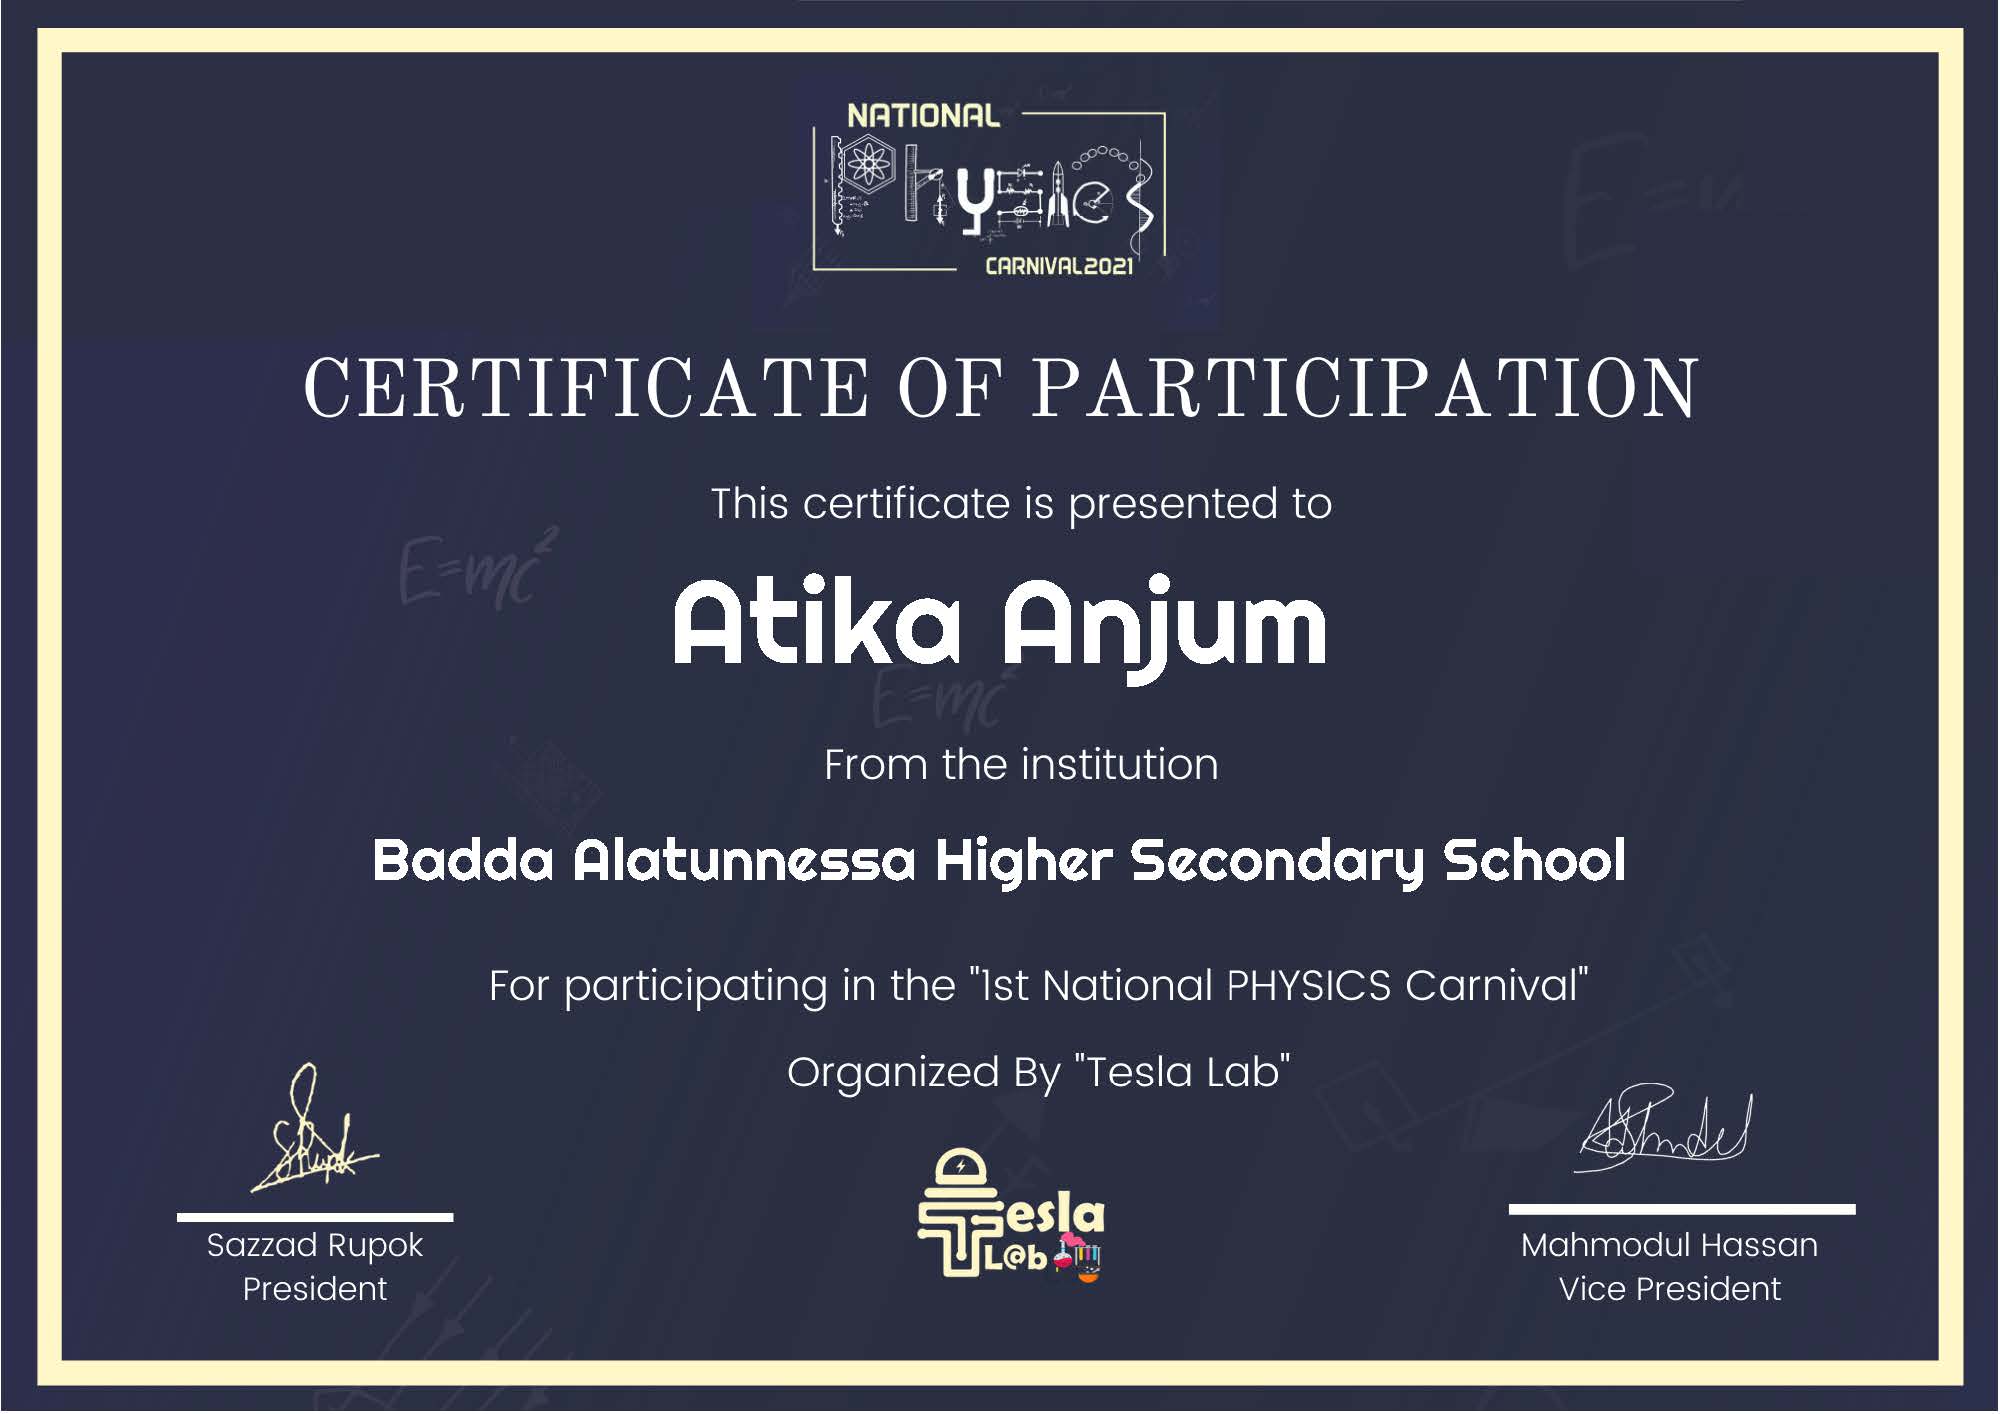 NATIONAL
Physics
CARNIVAL2021
CERTIFICATE OF PARTICIPATION
This certificate is presented to
E=mc²
Atika Anjum
E=mc²
From the institution
Badda Alatunnessa Higher Secondary School
For participating in the "1st National PHYSICS Carnival"
Organized By "Tesla Lab"
Sazzad Rupok
President
Tesla
L@b
Mahmodul Hassan
Vice President